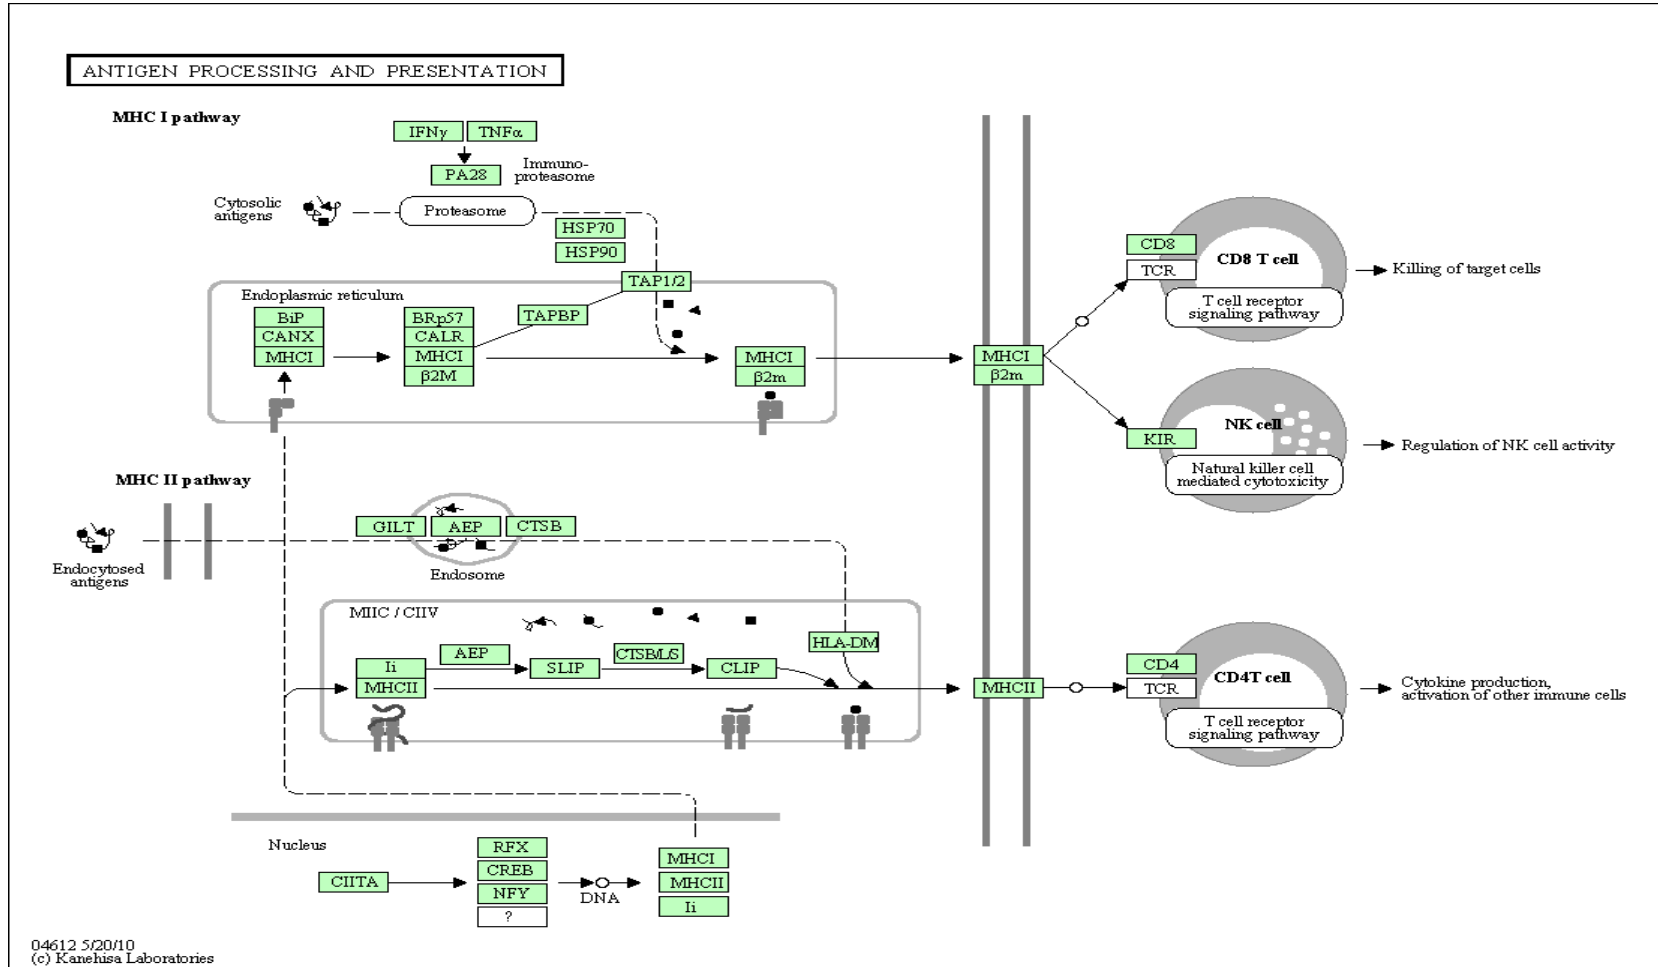 ANTIGEN PROCESSING AND PRESENTATION
MHC I pathway
IFNγ
TNFα
PA28
Immuno-
proteasome
Cytosolic
antigens
Proteasome
HSP70
HSP90
TAP1/2
Endoplasmic reticulum
BiP
CANX
MHCI
BRp57
CALR
MHCI
β2M
TAPBP
MHCI
β2m
MHCI
β2m
CD8
TCR
CD8 T cell
T cell receptor
signaling pathway
Killing of target cells
KIR
NK cell
Natural killer cell
mediated cytotoxicity
Regulation of NK cell activity
MHC II pathway
Endocytosed
antigens
GILT
AEP
CTSB
Endosome
MIIC / CIIV
Ii
MHCII
AEP
SLIP
CTSB/L/S
CLIP
HLA-DM
MHCII
CD4
TCR
CD4T cell
T cell receptor
signaling pathway
Cytokine production,
activation of other immune cells
Nucleus
CIITA
RFX
CREB
NFY
?
DNA
MHCI
MHCII
Ii
04612 5/20/10
(c) Kanehisa Laboratories